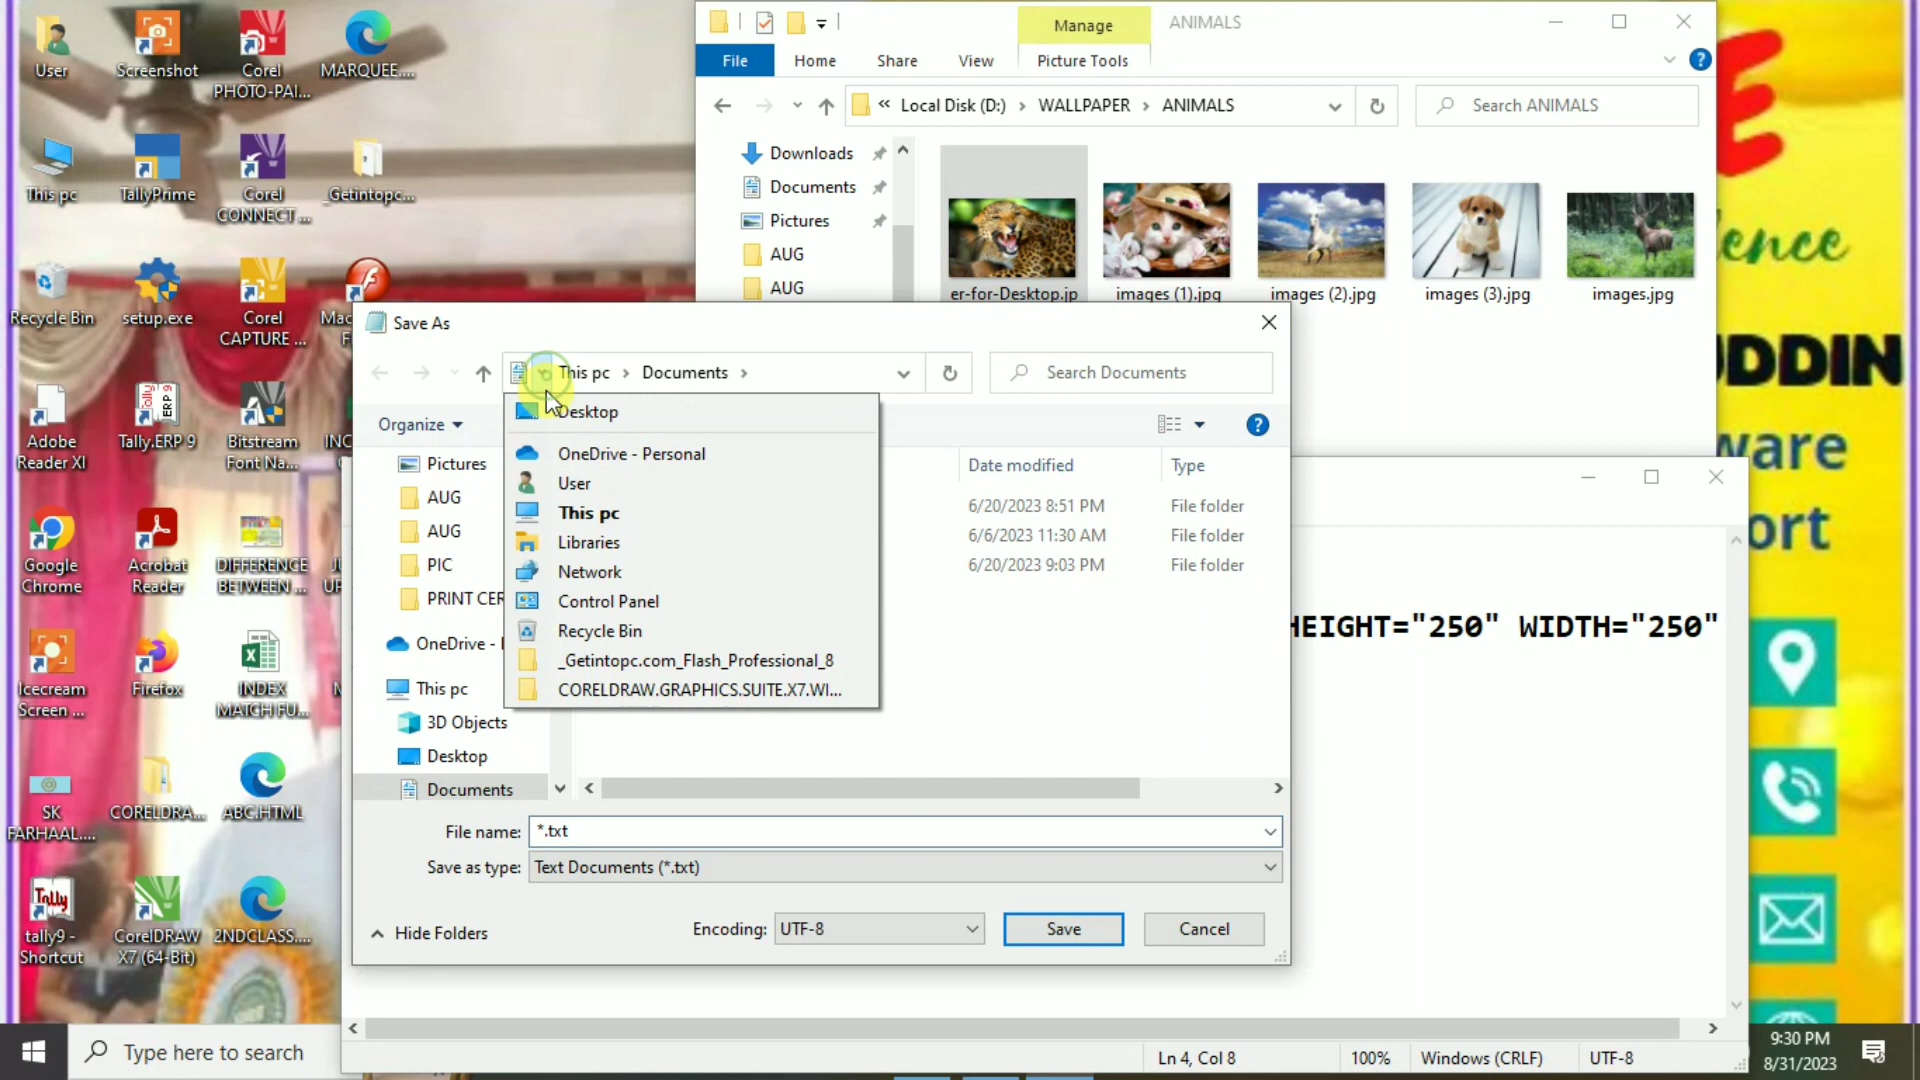 User
Screenshot
Corel
PHOTO-PAI...
MARQUEE....
This pc
TallyPrime
Corel
CONNECT ...
_Getintopc...
Recycle Bin
setup.exe
Corel
CAPTURE ...
Adobe
Reader XI
Tally.ERP 9
Bitstream
Font Na...
Google
Chrome
Acrobat
Reader
DIFFERENCE
BETWEEN ...
Icecream
Screen ...
Firefox
INDEX
MATCH FU...
SK
FARHAAL....
CORELDRA...
ABC.HTML
tally9 -
Shortcut
CorelDRAW
X7 (64-Bit)
2NDCLASS....
Manage
ANIMALS
File
Home
Share
View
Picture Tools
« Local Disk (D:) › WALLPAPER › ANIMALS
Search ANIMALS
Downloads
Documents
Pictures
AUG
AUG
er-for-Desktop.jp
images (1).jpg
images (2).jpg
images (3).jpg
images.jpg
Save As
This pc › Documents ›
Search Documents
Organize
Desktop
OneDrive - Personal
User
This pc
Libraries
Network
Control Panel
Recycle Bin
_Getintopc.com_Flash_Professional_8
CORELDRAW.GRAPHICS.SUITE.X7.WI...
Date modified
Type
6/20/2023 8:51 PM
File folder
6/6/2023 11:30 AM
File folder
6/20/2023 9:03 PM
File folder
Pictures
AUG
AUG
PIC
PRINT CER
OneDrive -
This pc
3D Objects
Desktop
Documents
File name: *.txt
Save as type: Text Documents (*.txt)
Hide Folders
Encoding: UTF-8
Save
Cancel
HEIGHT="250" WIDTH="250"
Ln 4, Col 8
100%
Windows (CRLF)
UTF-8
E
ence
DDIN
ware
ort
Type here to search
9:30 PM
8/31/2023